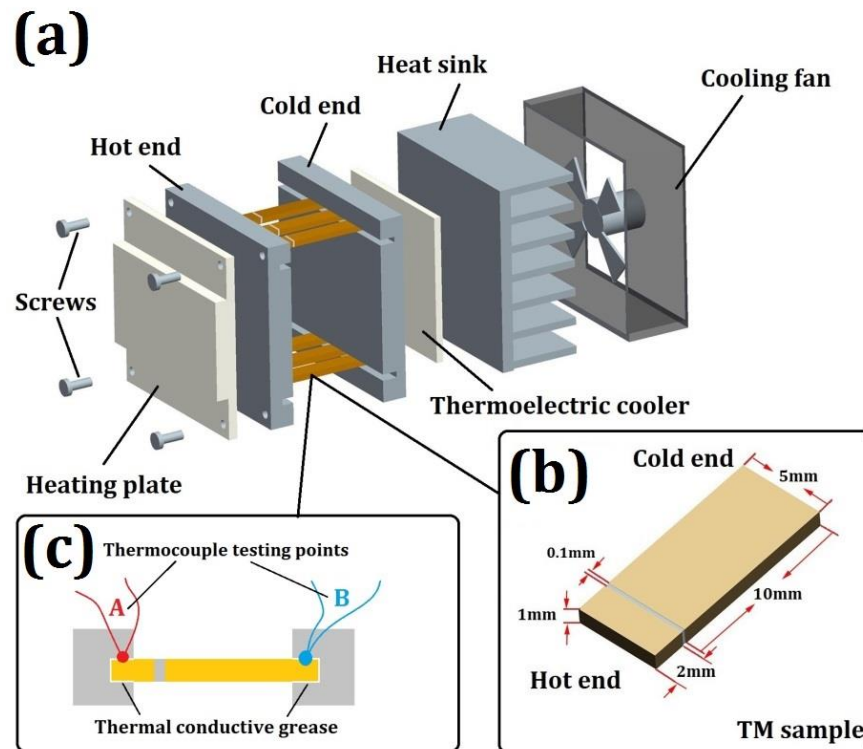 (a)
Heat sink
Cooling fan
Cold end
Hot end
Screws
Thermoelectric cooler
Heating plate
(b)
Cold end
5mm
0.1mm
10mm
1mm
2mm
Hot end
TM sample
(c)
Thermocouple testing points
A
B
Thermal conductive grease